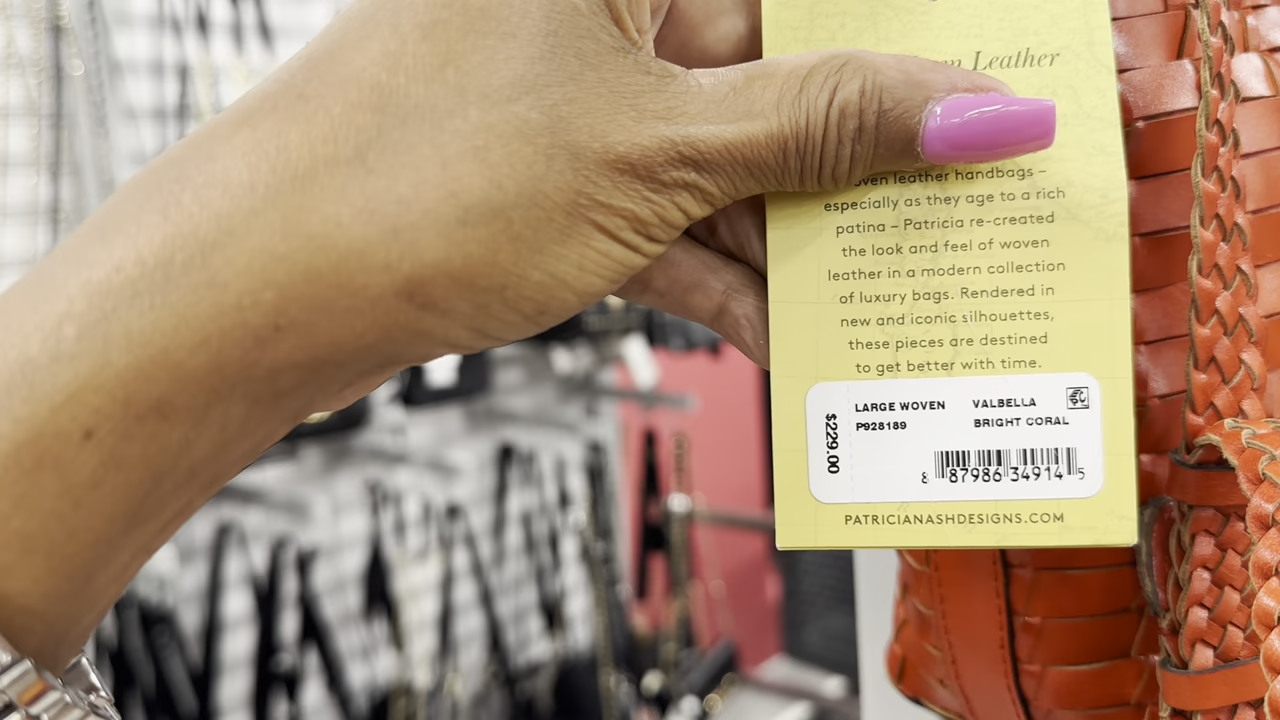 Leather
leather handbags –
especially as they age to a rich
patina – Patricia re-created
the look and feel of woven
leather in a modern collection
of luxury bags. Rendered in
new and iconic silhouettes,
these pieces are destined
to get better with time.
$229.00
LARGE WOVEN VALBELLA
P928189 BRIGHT CORAL
8 87986 34914 5
PATRICIANASHDESIGNS.COM